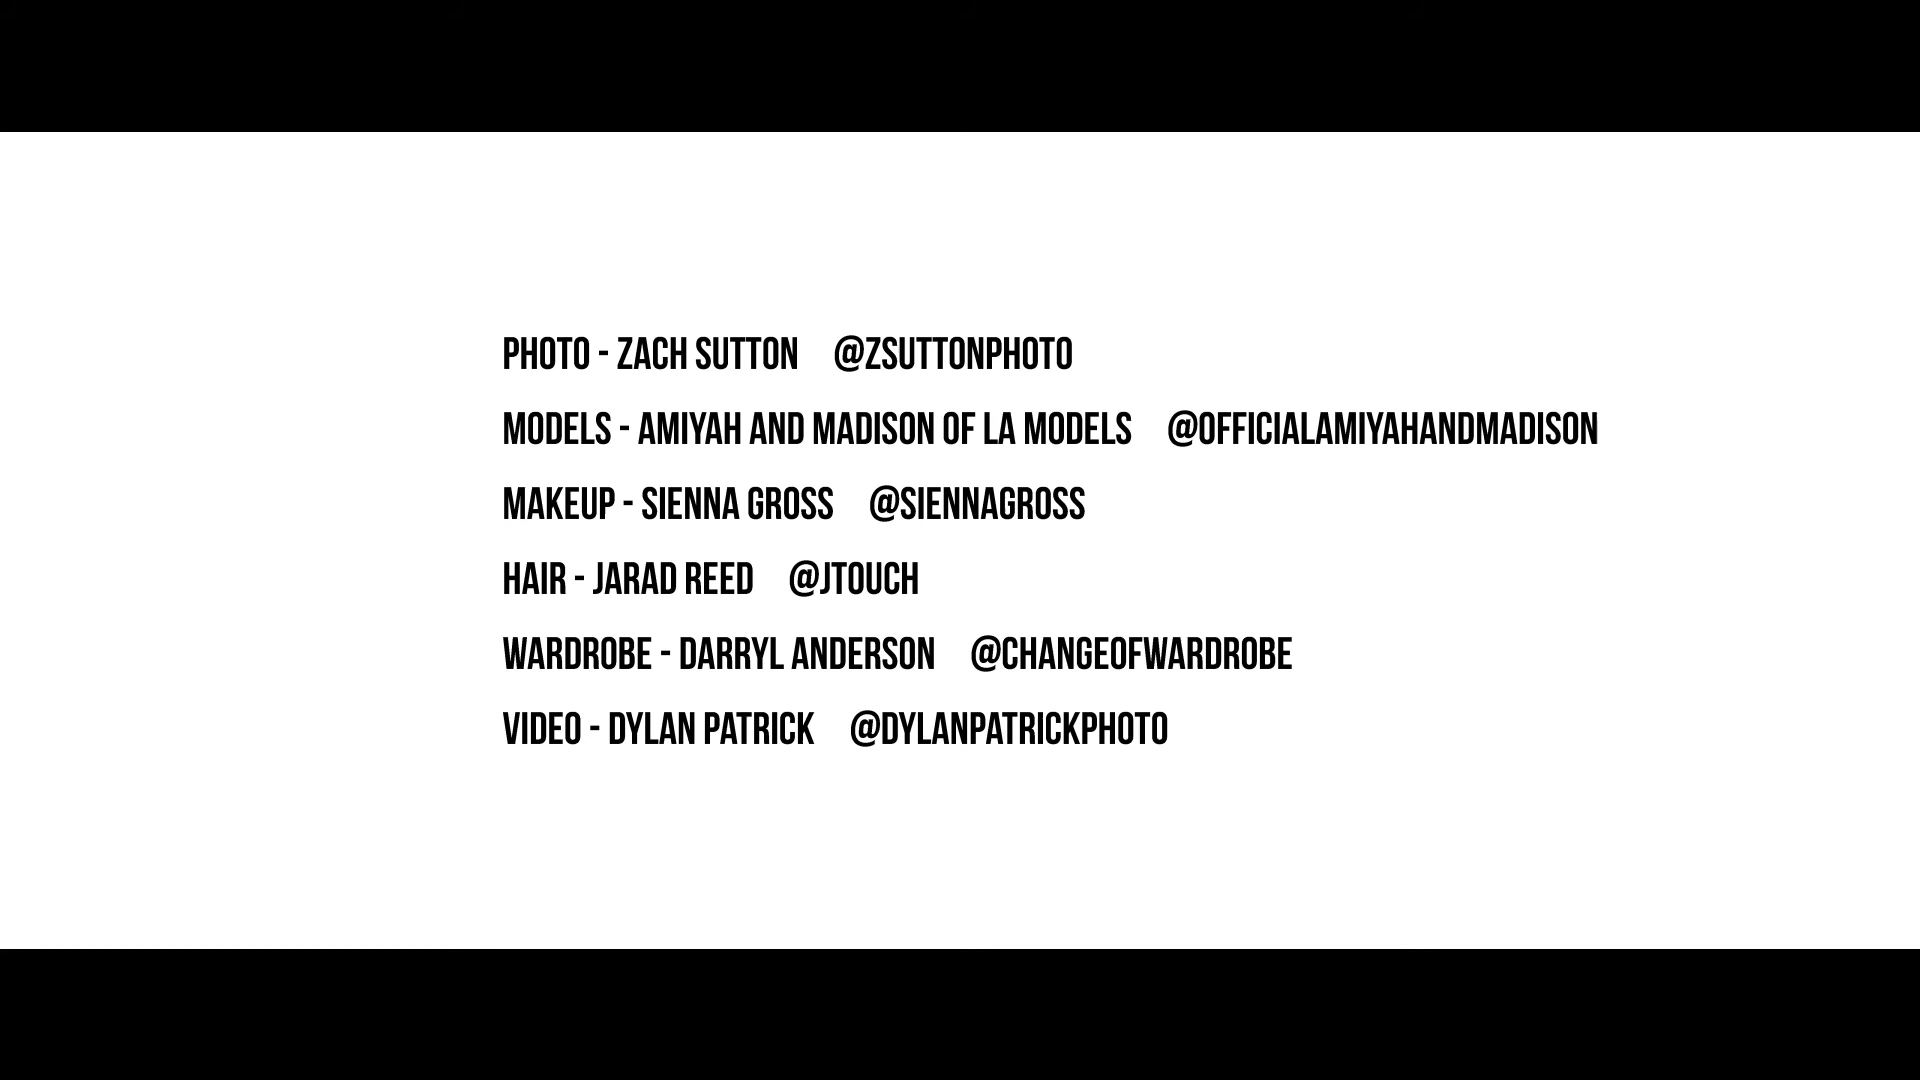 PHOTO - ZACH SUTTON @ZSUTTONPHOTO
MODELS - AMIYAH AND MADISON OF LA MODELS @OFFICIALAMIYAHANDMADISON
MAKEUP - SIENNA GROSS @SIENNAGROSS
HAIR - JARAD REED @JTOUCH
WARDROBE - DARRYL ANDERSON @CHANGEOFWARDROBE
VIDEO - DYLAN PATRICK @DYLANPATRICKPHOTO